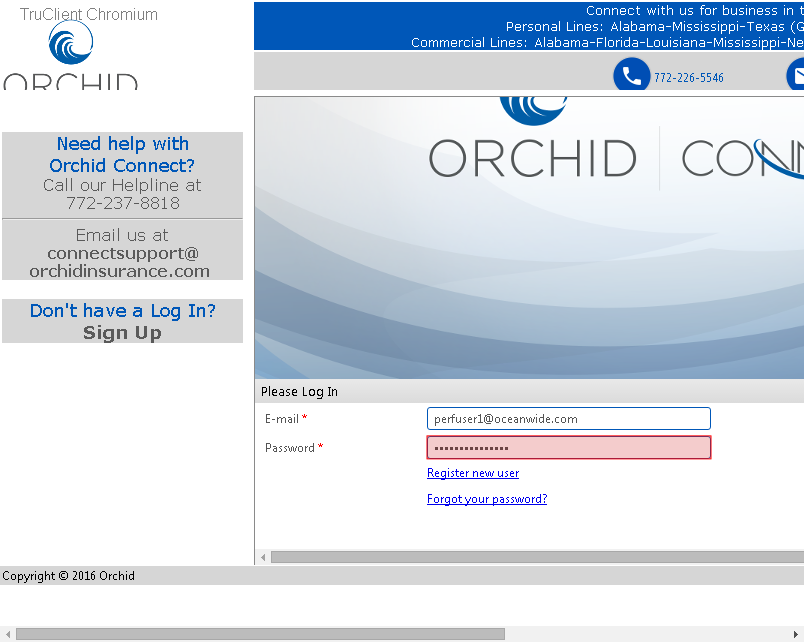 TruClient Chromium
ORCHID
Connect with us for business in
Personal Lines: Alabama-Mississippi-Texas
Commercial Lines: Alabama-Florida-Louisiana-Mississippi-
772-226-5546
Need help with
Orchid Connect?
Call our Helpline at
772-237-8818
Email us at
connectsupport@
orchidinsurance.com
Don't have a Log In?
Sign Up
ORCHID
Please Log In
E-mail *
perfuser1@oceanwide.com
Password *
Register new user
Forgot your password?
Copyright © 2016 Orchid